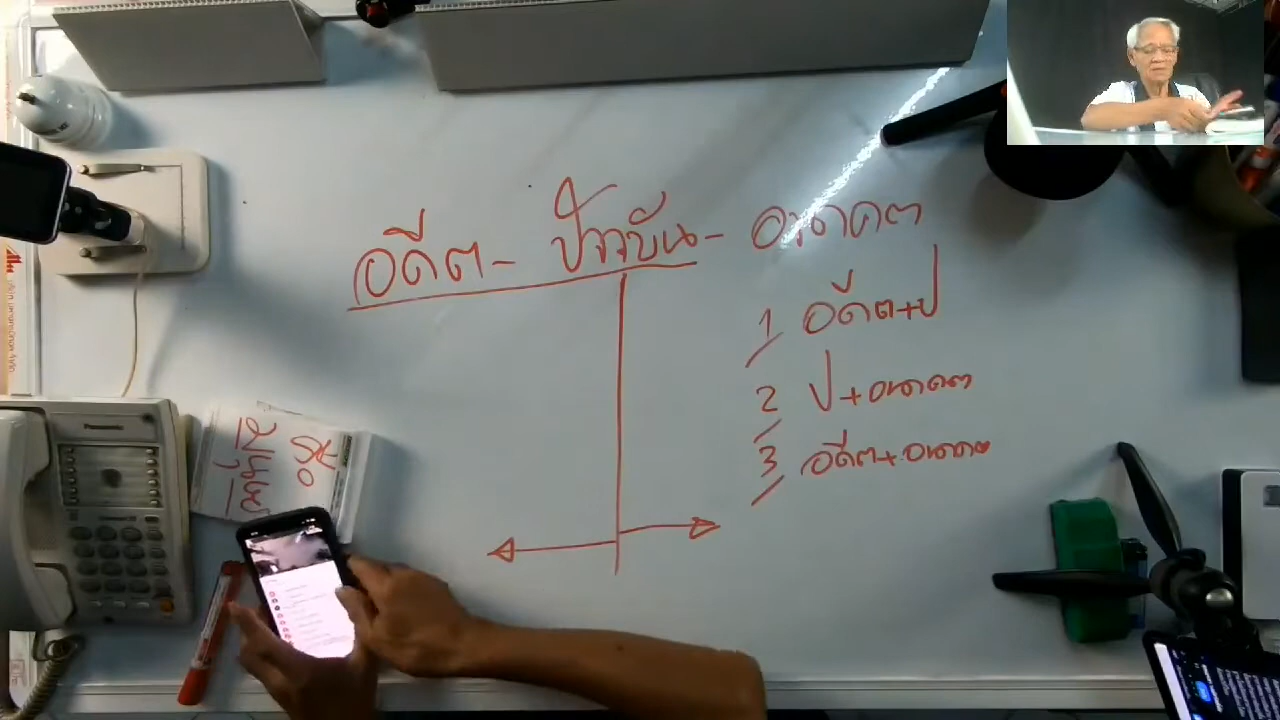 อดีต - ปัจจบัน - อนาคต
1 อดีต+ป
2 ป+อนาคต
3 อดีต+อนาคต
Panasonic